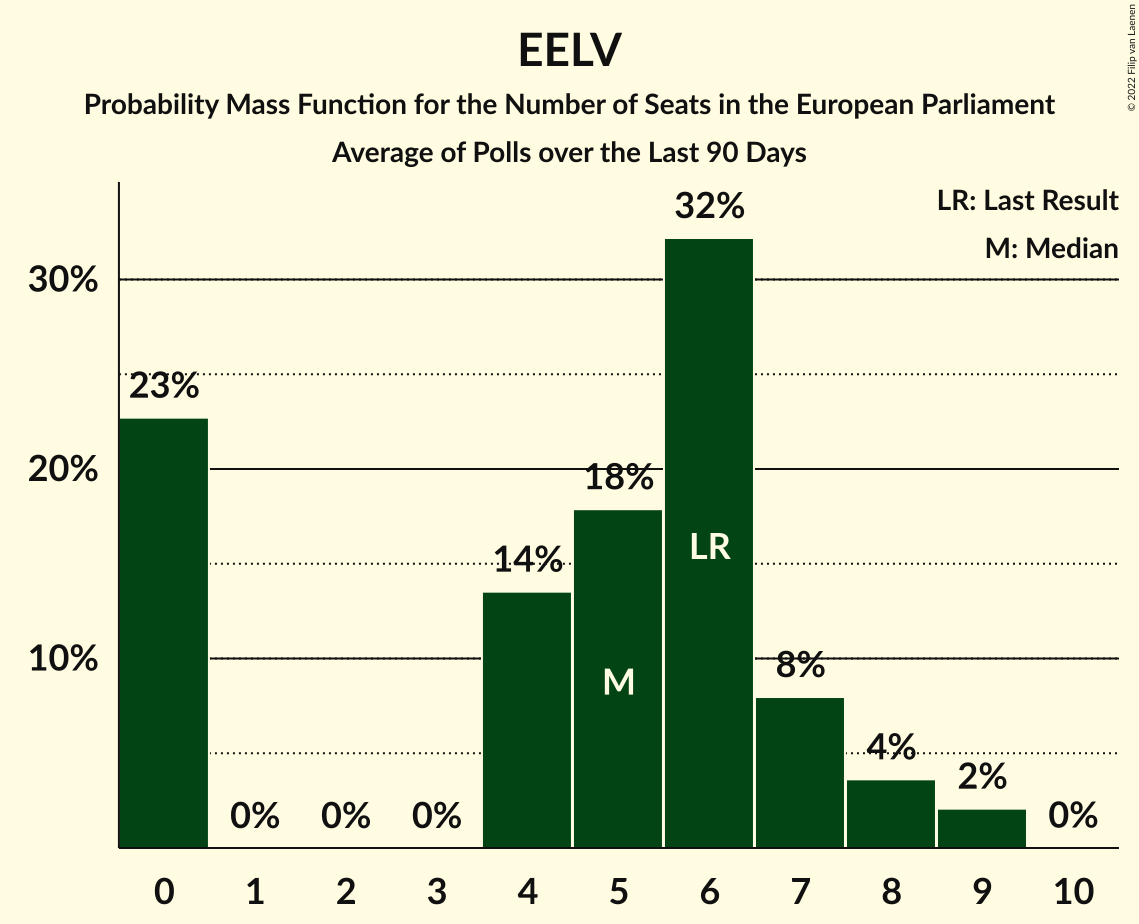 EELV
Probability Mass Function for the Number of Seats in the European Parliament
Average of Polls over the Last 90 Days
© 2022 Filip van Laenen
LR: Last Result
M: Median
30%
20%
10%
23%
0%
0%
0%
14%
18%
32%
8%
4%
2%
0%
M
LR
0 1 2 3 4 5 6 7 8 9 10